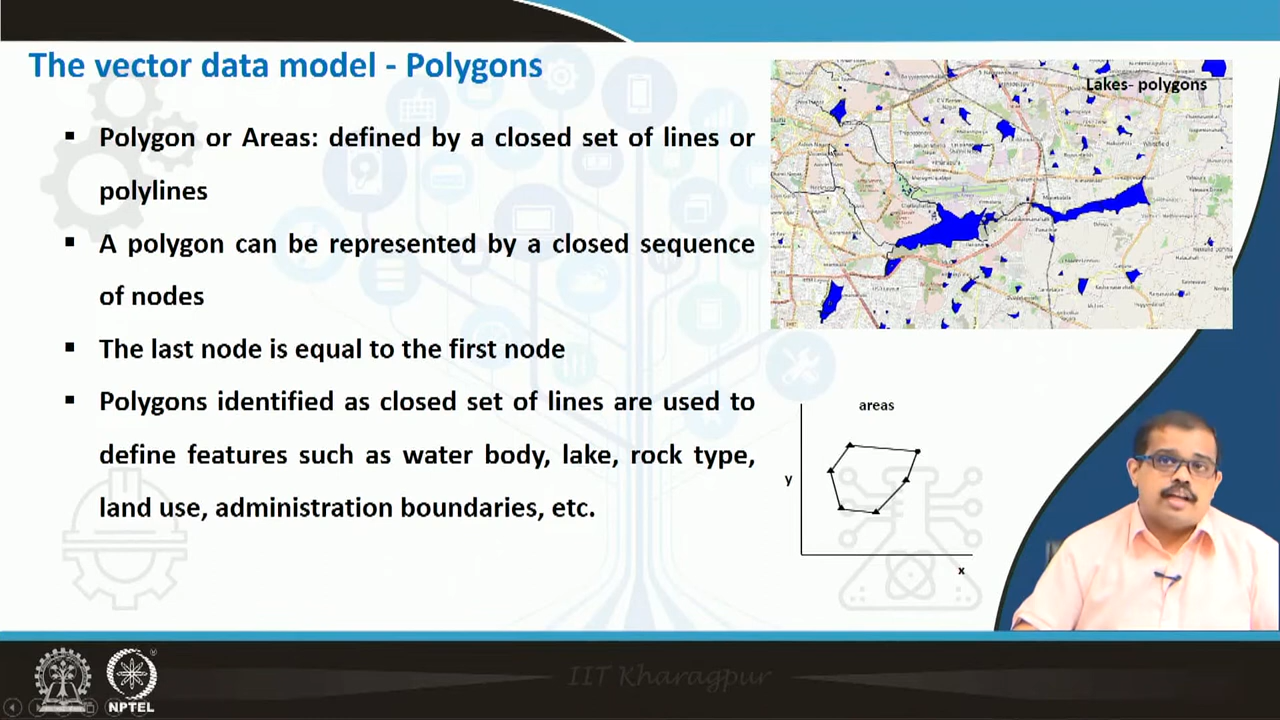 The vector data model - Polygons
Lakes- polygons
▪ Polygon or Areas: defined by a closed set of lines or
polylines
▪ A polygon can be represented by a closed sequence
of nodes
▪ The last node is equal to the first node
▪ Polygons identified as closed set of lines are used to
define features such as water body, lake, rock type,
land use, administration boundaries, etc.
areas
y
x
IIT Kharagpur
NPTEL